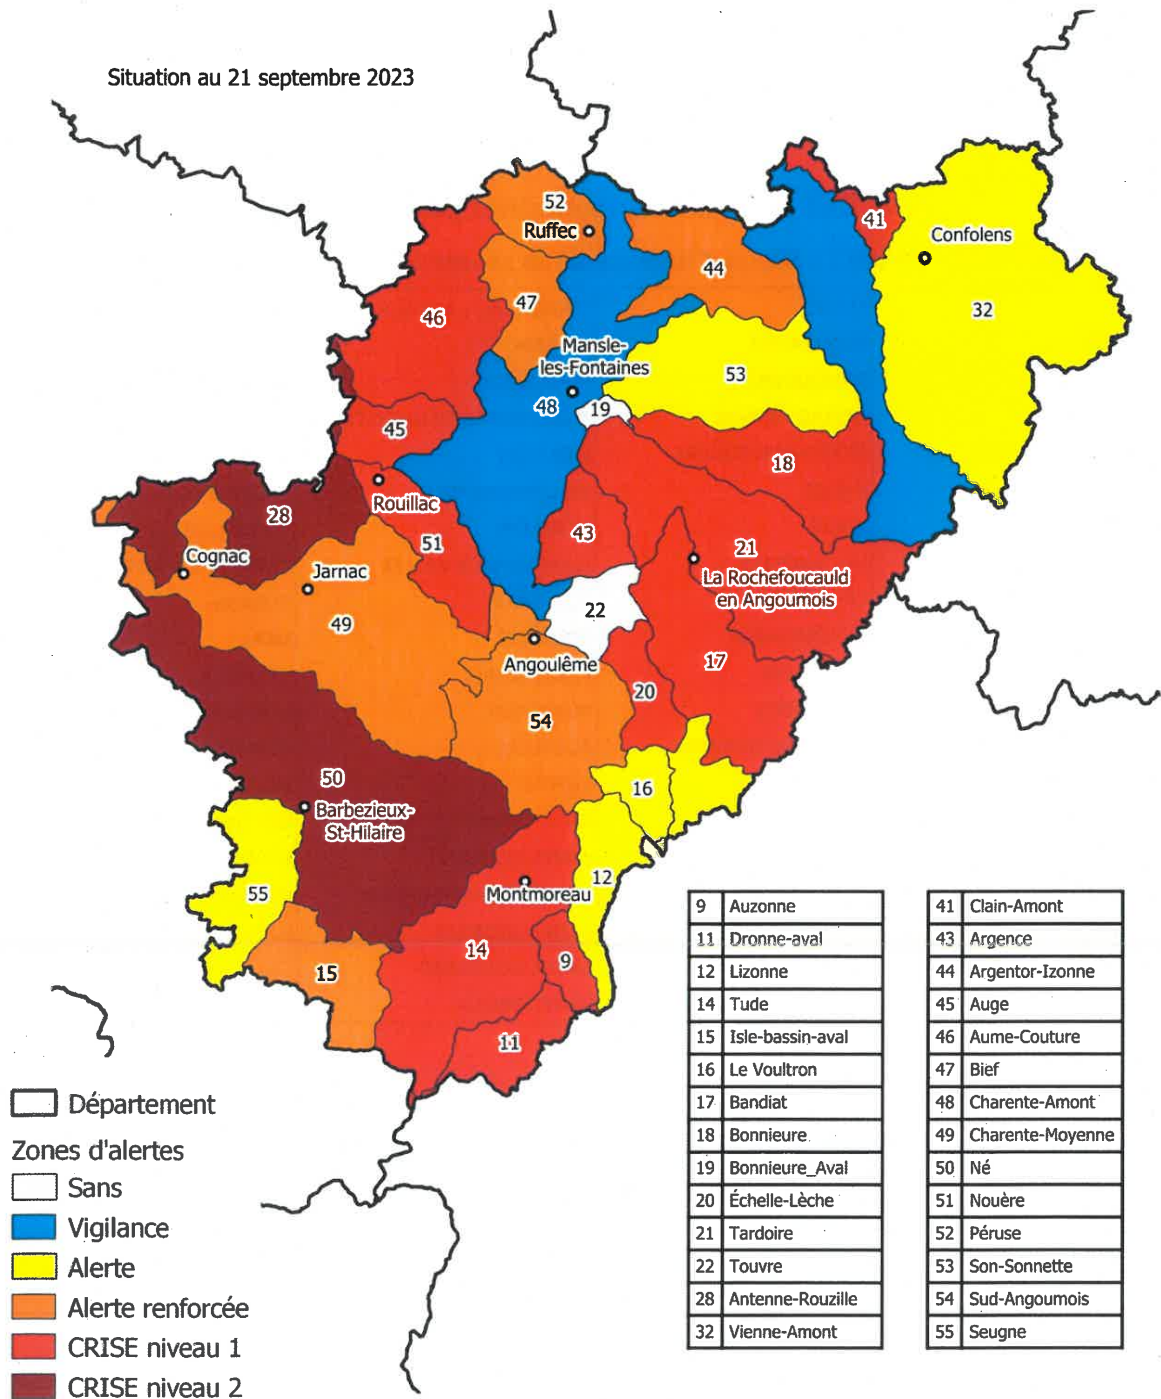 Situation au 21 septembre 2023
52
Ruffec
41
Confolens
44
47
46
32
Mansle-
les-Fontaines
53
48
19
45
18
Rouillac
28
43
51
21
Cognac
Jarnac
La Rochefoucauld
en Angoumois
22
49
Angoulême
17
20
54
50
16
Barbezieux-
St-Hilaire
12
55
Montmoreau
14
9
15
11
9 Auzonne
11 Dronne-aval
12 Lizonne
14 Tude
15 Isle-bassin-aval
16 Le Voultron
17 Bandiat
18 Bonnieure
19 Bonnieure_Aval
20 Échelle-Lèche
21 Tardoire
22 Touvre
28 Antenne-Rouzille
32 Vienne-Amont
41 Clain-Amont
43 Argence
44 Argentor-Izonne
45 Auge
46 Aume-Couture
47 Bief
48 Charente-Amont
49 Charente-Moyenne
50 Né
51 Nouère
52 Péruse
53 Son-Sonnette
54 Sud-Angoumois
55 Seugne
Département
Zones d'alertes
Sans
Vigilance
Alerte
Alerte renforcée
CRISE niveau 1
CRISE niveau 2